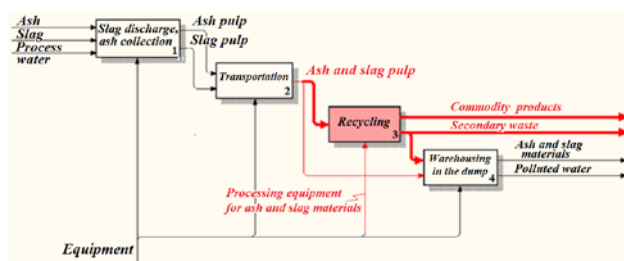 Ash
Slag
Process
water
Slag discharge,
ash collection
1
Ash pulp
Slag pulp
Transportation
2
Ash and slag pulp
Recycling
3
Commodity products
Secondary waste
Warehousing
in the dump
4
Ash and slag
materials
Polluted water
Processing equipment
for ash and slag materials
Equipment